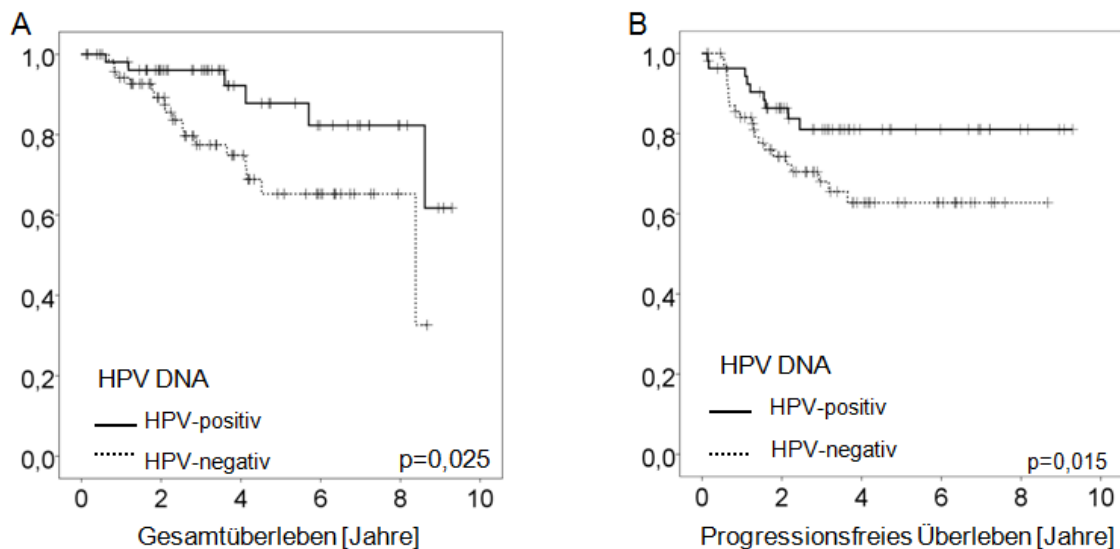 A
1,0
0,8
0,6
0,4
0,2
0,0
HPV DNA
HPV-positiv
HPV-negativ
p=0,025
0 2 4 6 8 10
Gesamtüberleben [Jahre]
B
1,0
0,8
0,6
0,4
0,2
0,0
HPV DNA
HPV-positiv
HPV-negativ
p=0,015
0 2 4 6 8 10
Progressionsfreies Überleben [Jahre]